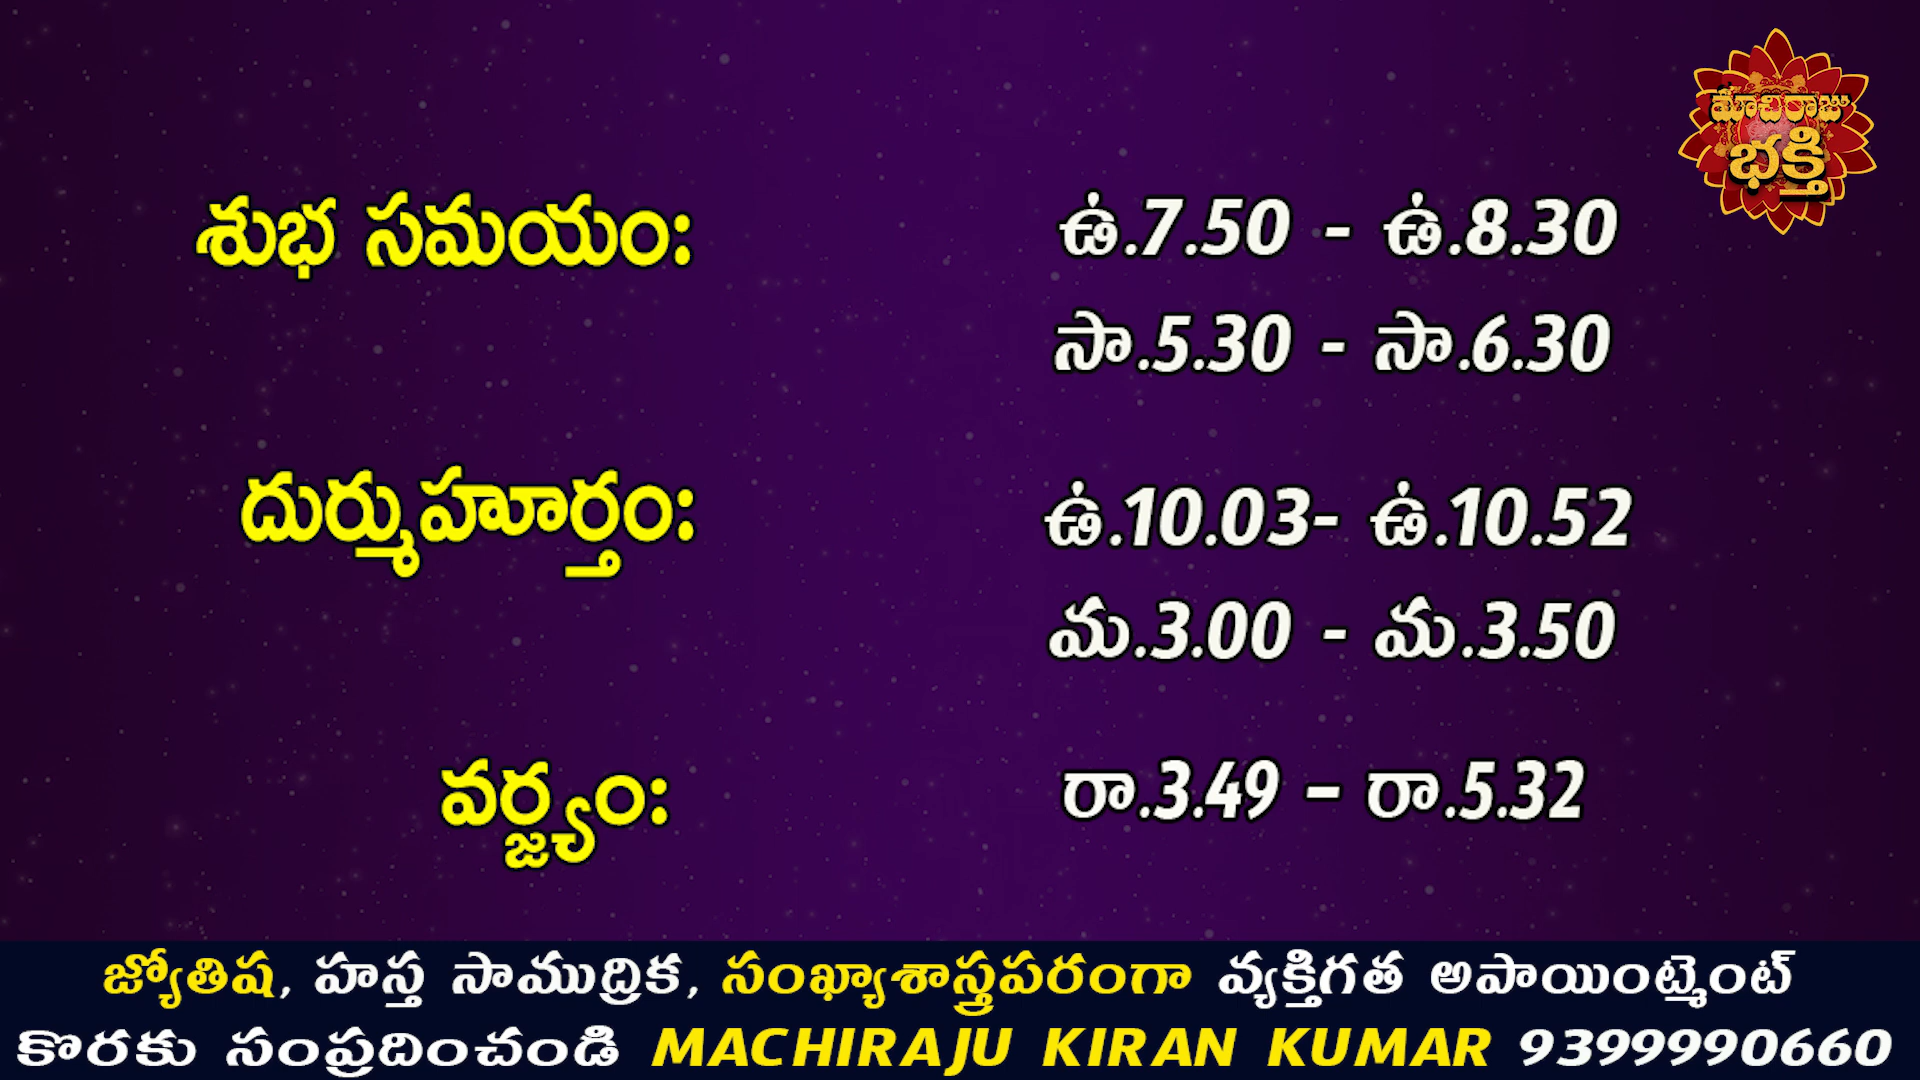 మాచిరాజు
భక్తి
శుభ సమయం: ఉ.7.50 - ఉ.8.30
సా.5.30 - సా.6.30
దుర్ముహూర్తం: ఉ.10.03- ఉ.10.52
మ.3.00 - మ.3.50
వర్జ్యం: రా.3.49 - రా.5.32
జ్యోతిష, హస్త సాముద్రిక, సంఖ్యాశాస్త్రపరంగా వ్యక్తిగత అపాయింట్మెంట్
కొరకు సంప్రదించండి MACHIRAJU KIRAN KUMAR 9399990660